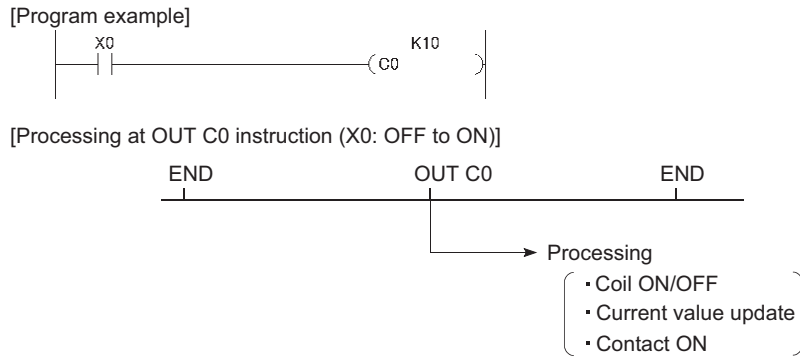 [Program example]
X0 K10
C0
[Processing at OUT C0 instruction (X0: OFF to ON)]
END OUT C0 END
Processing
· Coil ON/OFF
· Current value update
· Contact ON